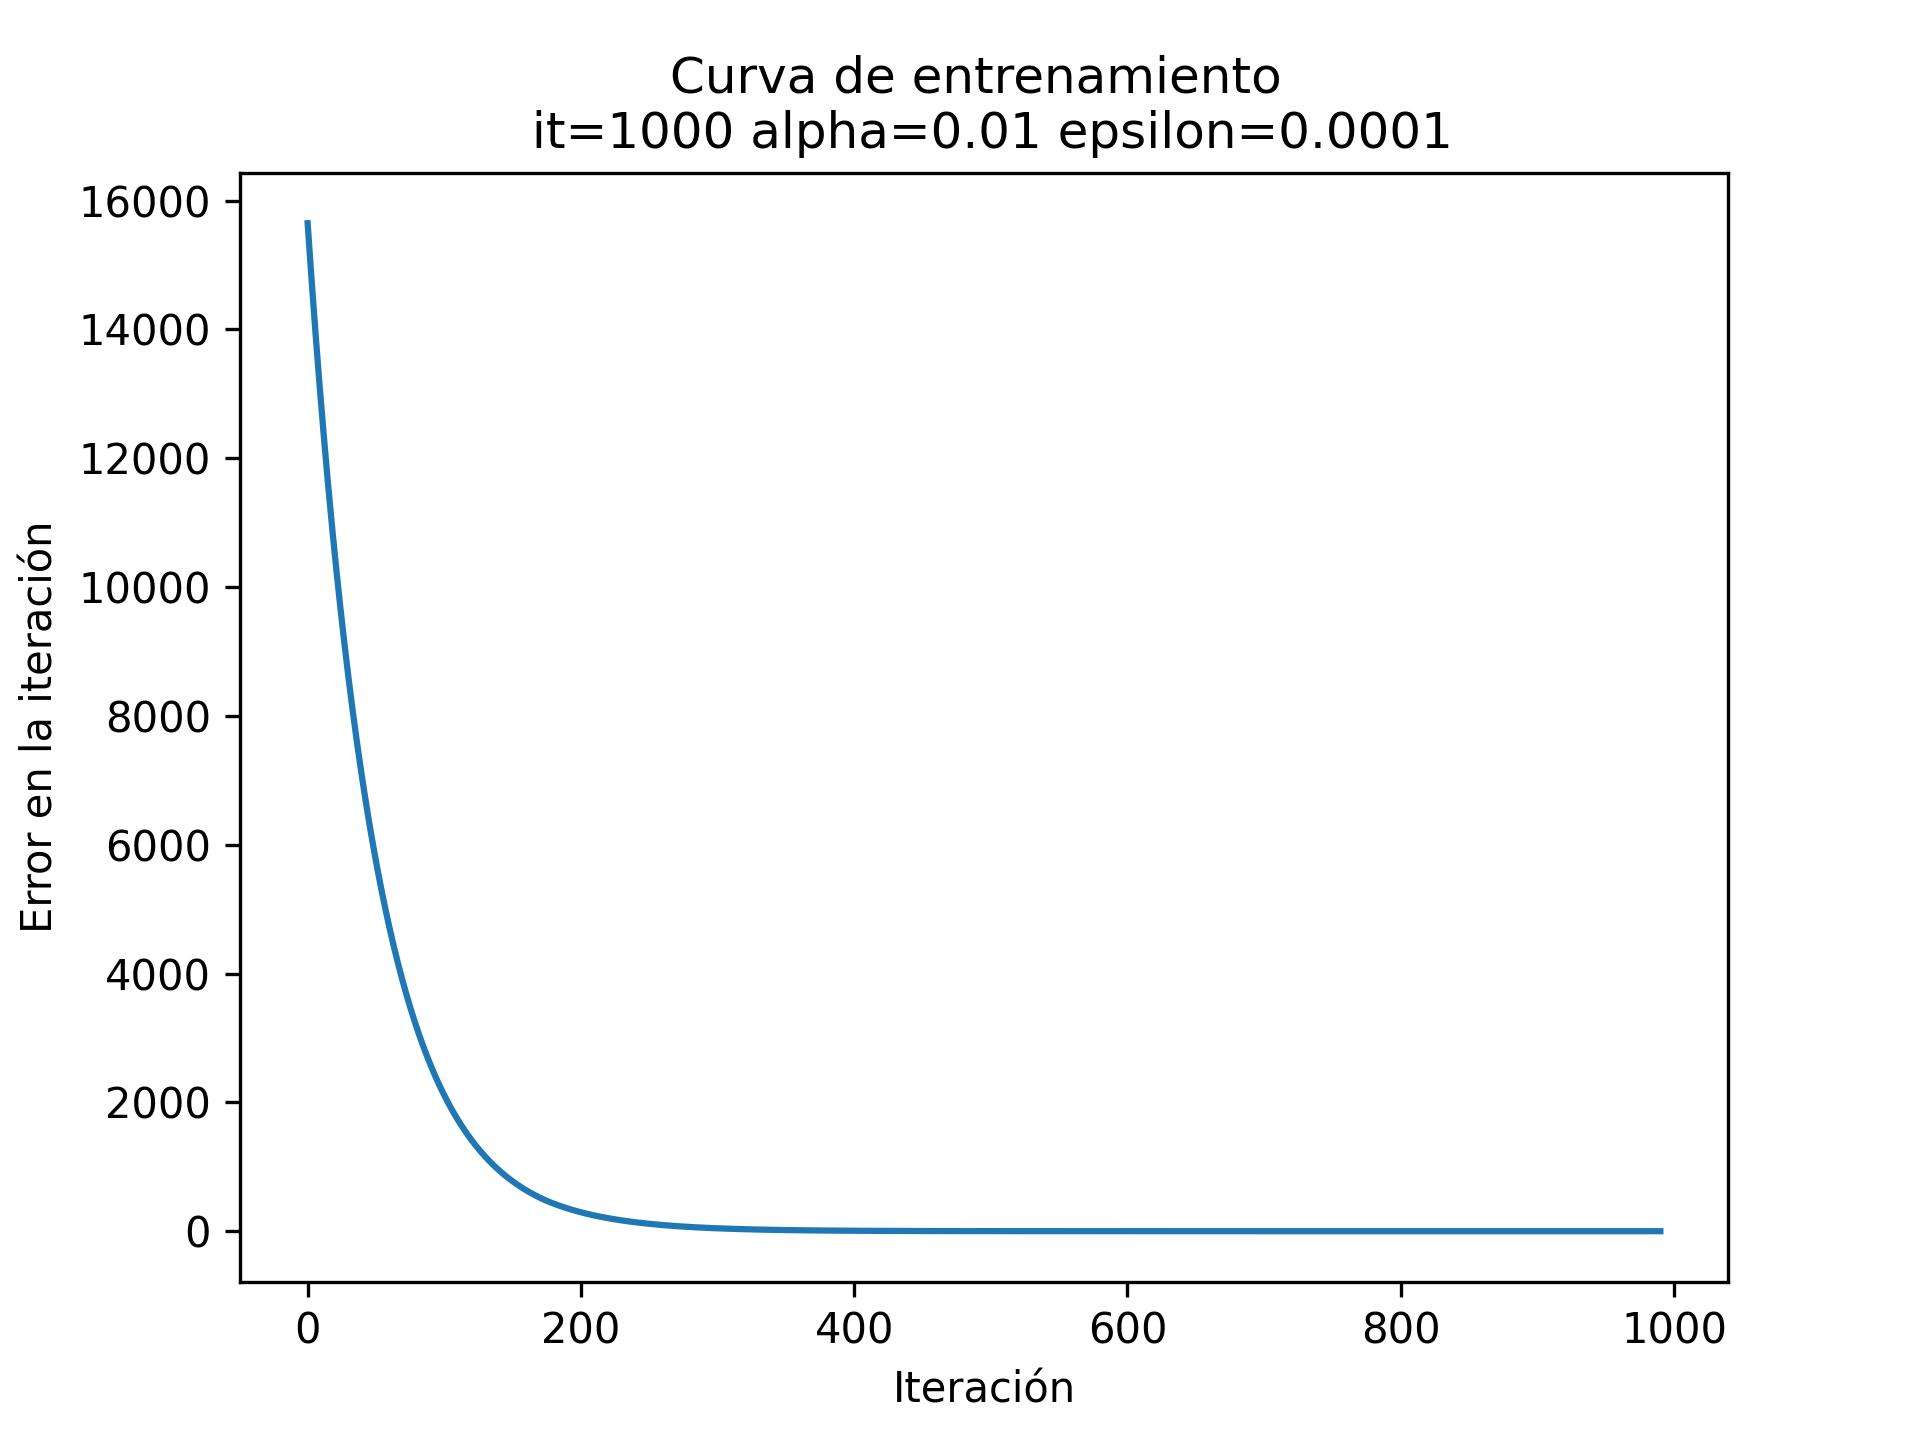 Curva de entrenamiento
it=1000 alpha=0.01 epsilon=0.0001
16000
14000
12000
10000
8000
6000
4000
2000
0
Error en la iteración
0 200 400 600 800 1000
Iteración